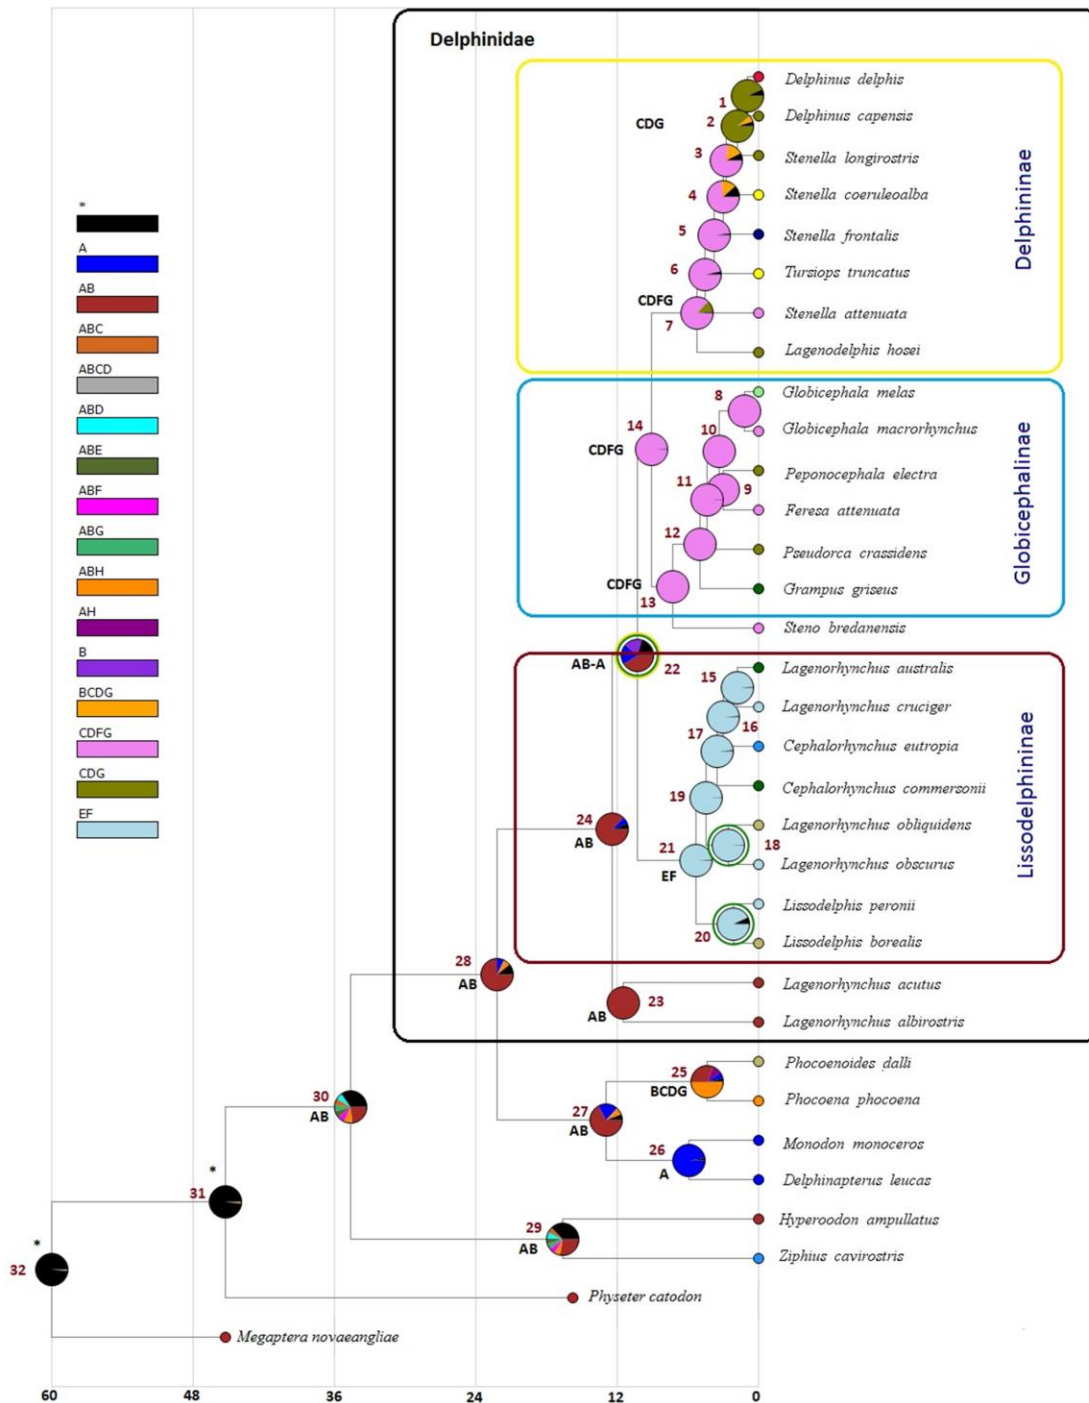 Delphinidae
Delphininae
Delphinus delphis
1
Delphinus capensis
CDG
2
3
Stenella longirostris
4
Stenella coeruleoalba
5
Stenella frontalis
6
Tursiops truncatus
CDFG
7
Stenella attenuata
Lagenodelphis hosei
Globicephalinae
8
Globicephala melas
14
10
Globicephala macrorhynchus
CDFG
11
9
Peponocephala electra
Feresa attenuata
12
Pseudorca crassidens
CDFG
13
Grampus griseus
Steno bredanensis
AB-A
22
Lissodelphininae
15
Lagenorhynchus australis
Lagenorhynchus cruciger
17
16
Cephalorhynchus eutropia
19
Cephalorhynchus commersonii
24
AB
Lagenorhynchus obliquidens
21
18
EF
Lagenorhynchus obscurus
Lissodelphis peronii
20
Lissodelphis borealis
28
AB
23
AB
Lagenorhynchus acutus
Lagenorhynchus albirostris
25
BCDG
Phocoenoides dalli
Phocoena phocoena
30
AB
27
AB
26
A
Monodon monoceros
Delphinapterus leucas
*
31
29
AB
Hyperoodon ampullatus
Ziphius cavirostris
*
32
Physeter catodon
Megaptera novaeangliae
*
A
AB
ABC
ABCD
ABD
ABE
ABF
ABG
ABH
AH
B
BCDG
CDFG
CDG
EF
60 48 36 24 12 0